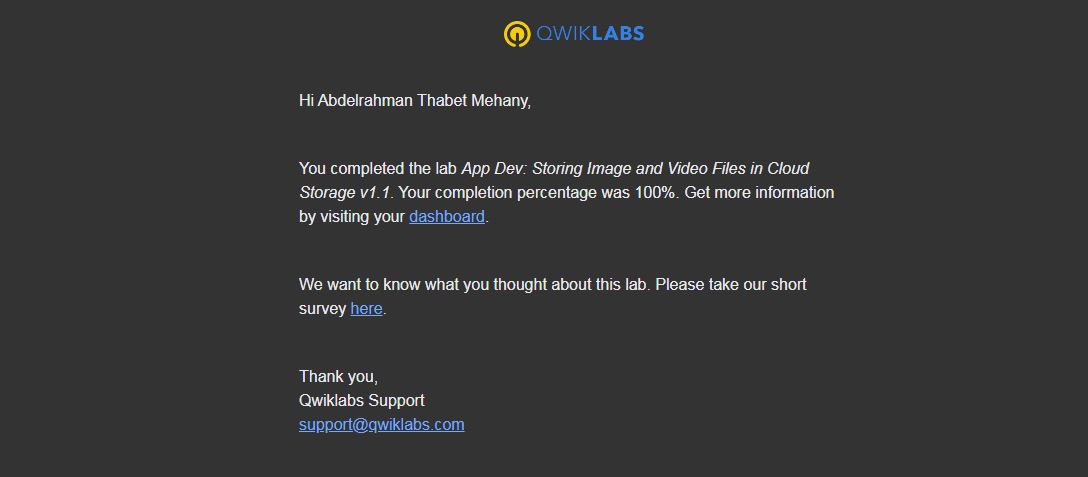 QWIKLABS
Hi Abdelrahman Thabet Mehany,
You completed the lab App Dev: Storing Image and Video Files in Cloud
Storage v1.1. Your completion percentage was 100%. Get more information
by visiting your dashboard.
We want to know what you thought about this lab. Please take our short
survey here.
Thank you,
Qwiklabs Support
support@qwiklabs.com